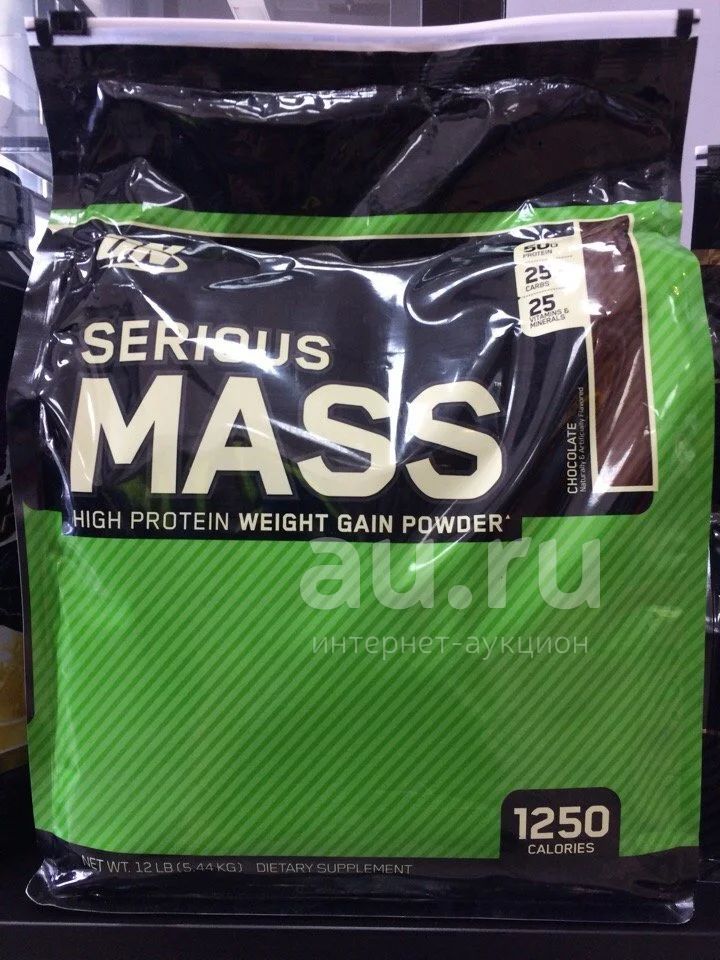 ON
50G
PROTEIN
25
CARBS
25
VITAMINS &
MINERALS
SERIOUS
MASS™
HIGH PROTEIN WEIGHT GAIN POWDER
CHOCOLATE
Naturally & Artificially Flavored
au.ru
интернет-аукцион
1250
CALORIES
NET WT. 12 LB (5.44 KG) DIETARY SUPPLEMENT